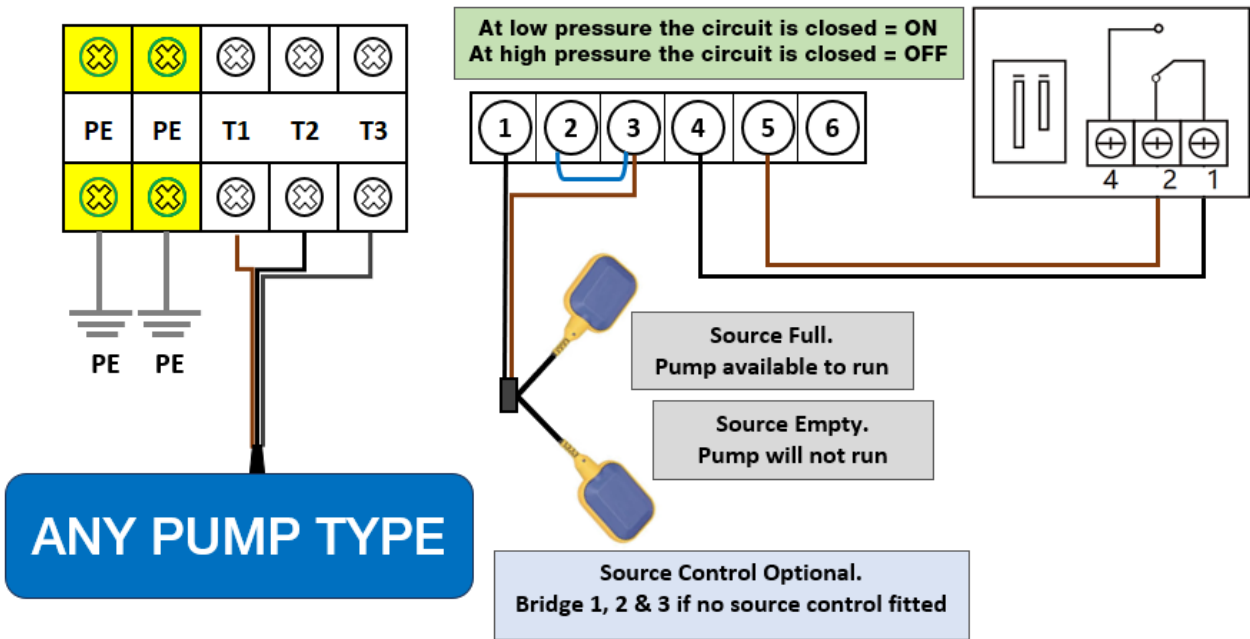 At low pressure the circuit is closed = ON
At high pressure the circuit is closed = OFF
PE PE T1 T2 T3
1 2 3 4 5 6
4 2 1
PE PE
Source Full.
Pump available to run
Source Empty.
Pump will not run
ANY PUMP TYPE
Source Control Optional.
Bridge 1, 2 & 3 if no source control fitted